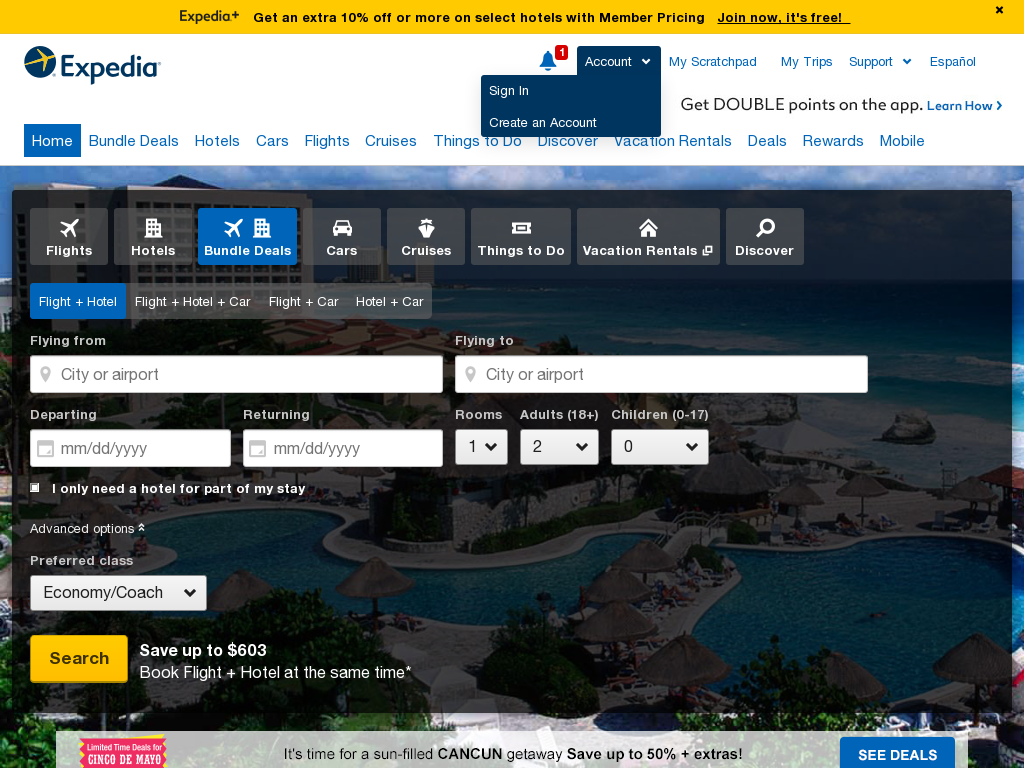 Expedia+ Get an extra 10% off or more on select hotels with Member Pricing Join now, it's free!
Expedia
1
Account My Scratchpad My Trips Support Español
Sign In
Create an Account
Get DOUBLE points on the app. Learn How
Home Bundle Deals Hotels Cars Flights Cruises Things to Do Discover Vacation Rentals Deals Rewards Mobile
Flights Hotels Bundle Deals Cars Cruises Things to Do Vacation Rentals Discover
Flight + Hotel Flight + Hotel + Car Flight + Car Hotel + Car
Flying from Flying to
City or airport City or airport
Departing Returning Rooms Adults (18+) Children (0-17)
mm/dd/yyyy mm/dd/yyyy 1 2 0
I only need a hotel for part of my stay
Advanced options
Preferred class
Economy/Coach
Search
Save up to $603
Book Flight + Hotel at the same time*
Limited Time Deals for
CINCO DE MAYO
It's time for a sun-filled CANCUN getaway Save up to 50% + extras!
SEE DEALS